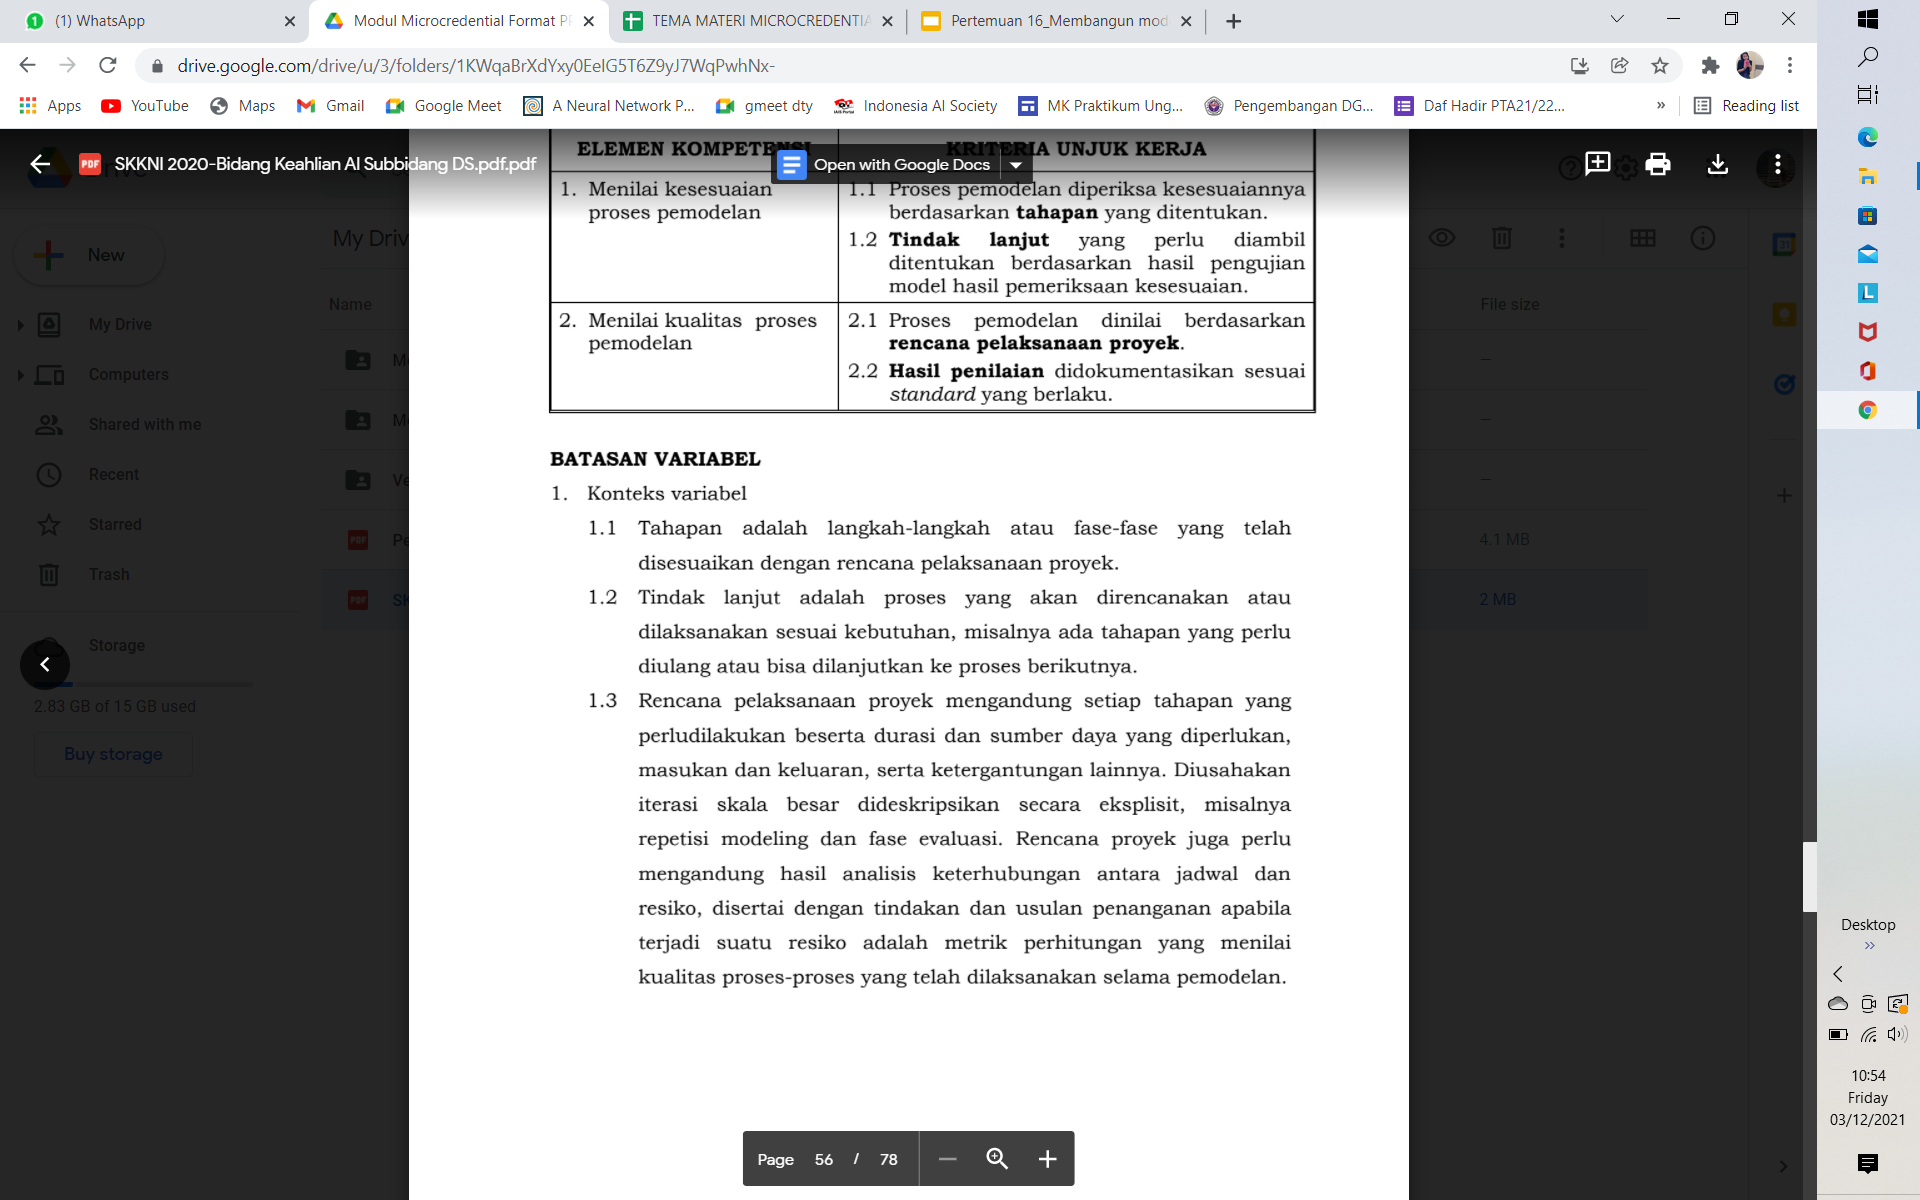 (1) WhatsApp
Modul Microcredential Format P
TEMA MATERI MICROCREDENTIA
Pertemuan 16_Membangun mod
drive.google.com/drive/u/3/folders/1KWqaBrXdYxy0EeIG5T6Z9yJ7WqPwhNx-
Apps YouTube Maps Gmail Google Meet A Neural Network P... gmeet dty Indonesia AI Society MK Praktikum Ung... Pengembangan DG... Daf Hadir PTA21/22... » Reading list
SKKNI 2020-Bidang Keahlian AI Subbidang DS.pdf.pdf
Open with Google Docs
ELEMEN KOMPETENSI KRITERIA UNJUK KERJA
1. Menilai kesesuaian
proses pemodelan
1.1 Proses pemodelan diperiksa kesesuaiannya
berdasarkan tahapan yang ditentukan.
1.2 Tindak lanjut yang perlu diambil
ditentukan berdasarkan hasil pengujian
model hasil pemeriksaan kesesuaian.
2. Menilai kualitas proses
pemodelan
2.1 Proses pemodelan dinilai berdasarkan
rencana pelaksanaan proyek.
2.2 Hasil penilaian didokumentasikan sesuai
standard yang berlaku.
BATASAN VARIABEL
1. Konteks variabel
1.1 Tahapan adalah langkah-langkah atau fase-fase yang telah
disesuaikan dengan rencana pelaksanaan proyek.
1.2 Tindak lanjut adalah proses yang akan direncanakan atau
dilaksanakan sesuai kebutuhan, misalnya ada tahapan yang perlu
diulang atau bisa dilanjutkan ke proses berikutnya.
1.3 Rencana pelaksanaan proyek mengandung setiap tahapan yang
perludilakukan beserta durasi dan sumber daya yang diperlukan,
masukan dan keluaran, serta ketergantungan lainnya. Diusahakan
iterasi skala besar dideskripsikan secara eksplisit, misalnya
repetisi modeling dan fase evaluasi. Rencana proyek juga perlu
mengandung hasil analisis keterhubungan antara jadwal dan
resiko, disertai dengan tindakan dan usulan penanganan apabila
terjadi suatu resiko adalah metrik perhitungan yang menilai
kualitas proses-proses yang telah dilaksanakan selama pemodelan.
Page 56 / 78
New
My Driv
Name
File size
My Drive
Computers
Shared with me
Recent
Starred
Trash
Storage
2.83 GB of 15 GB used
Buy storage
PDF Pe
4.1 MB
PDF SK
2 MB
Desktop
»
10:54
Friday
03/12/2021